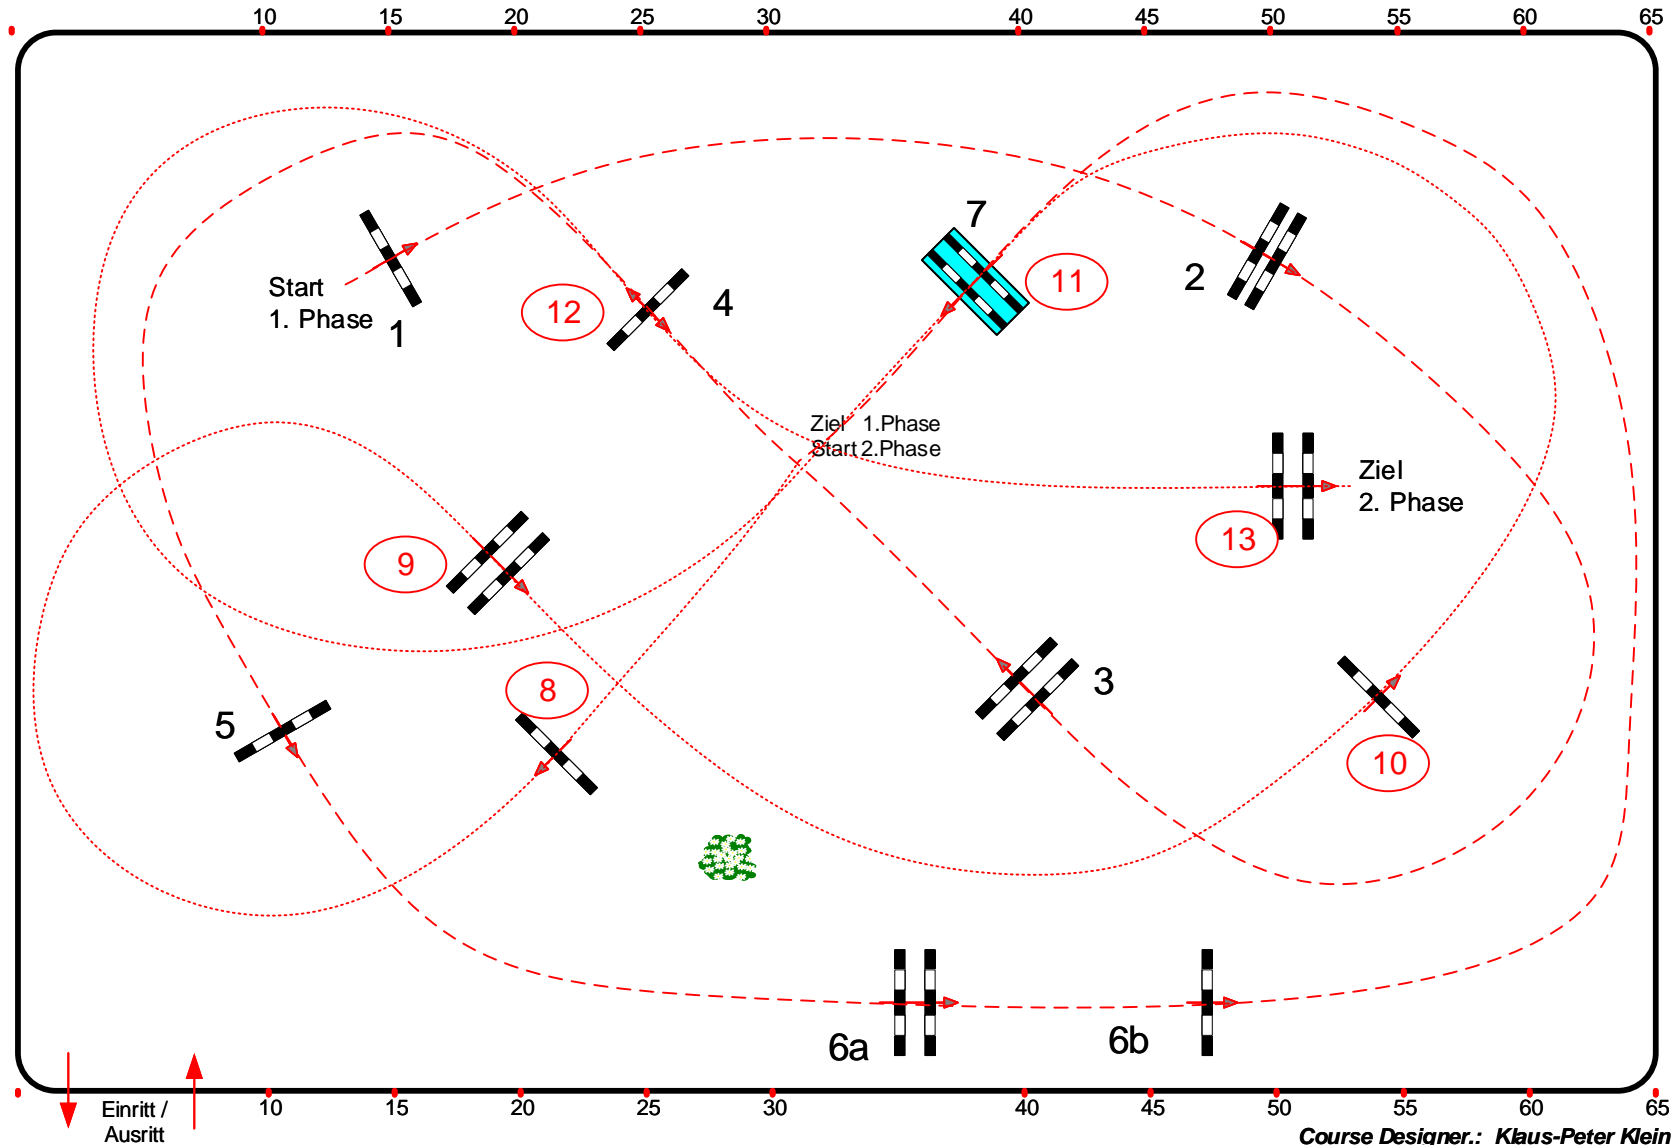 10 15 20 25 30 40 45 50 55 60 65
7
2
11
Start
1. Phase
1
12
4
Ziel 1.Phase
Start 2.Phase
Ziel
2. Phase
13
9
8
3
5
10
6a
6b
10 15 20 25 30 40 45 50 55 60 65
Einritt /
Ausritt
Course Designer.: Klaus-Peter Klein